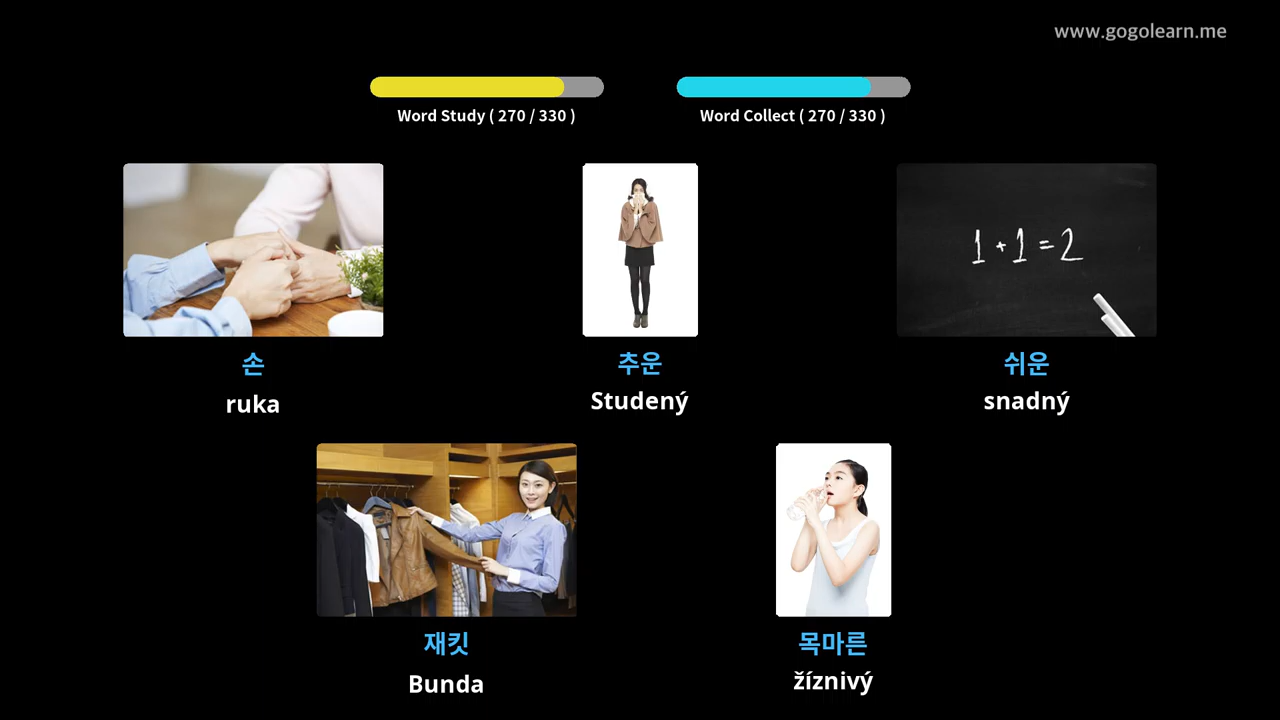 www.gogolearn.me
Word Study ( 270 / 330 )
Word Collect ( 270 / 330 )
1 + 1 = 2
손
ruka
추운
Studený
쉬운
snadný
재킷
Bunda
목마른
žíznivý